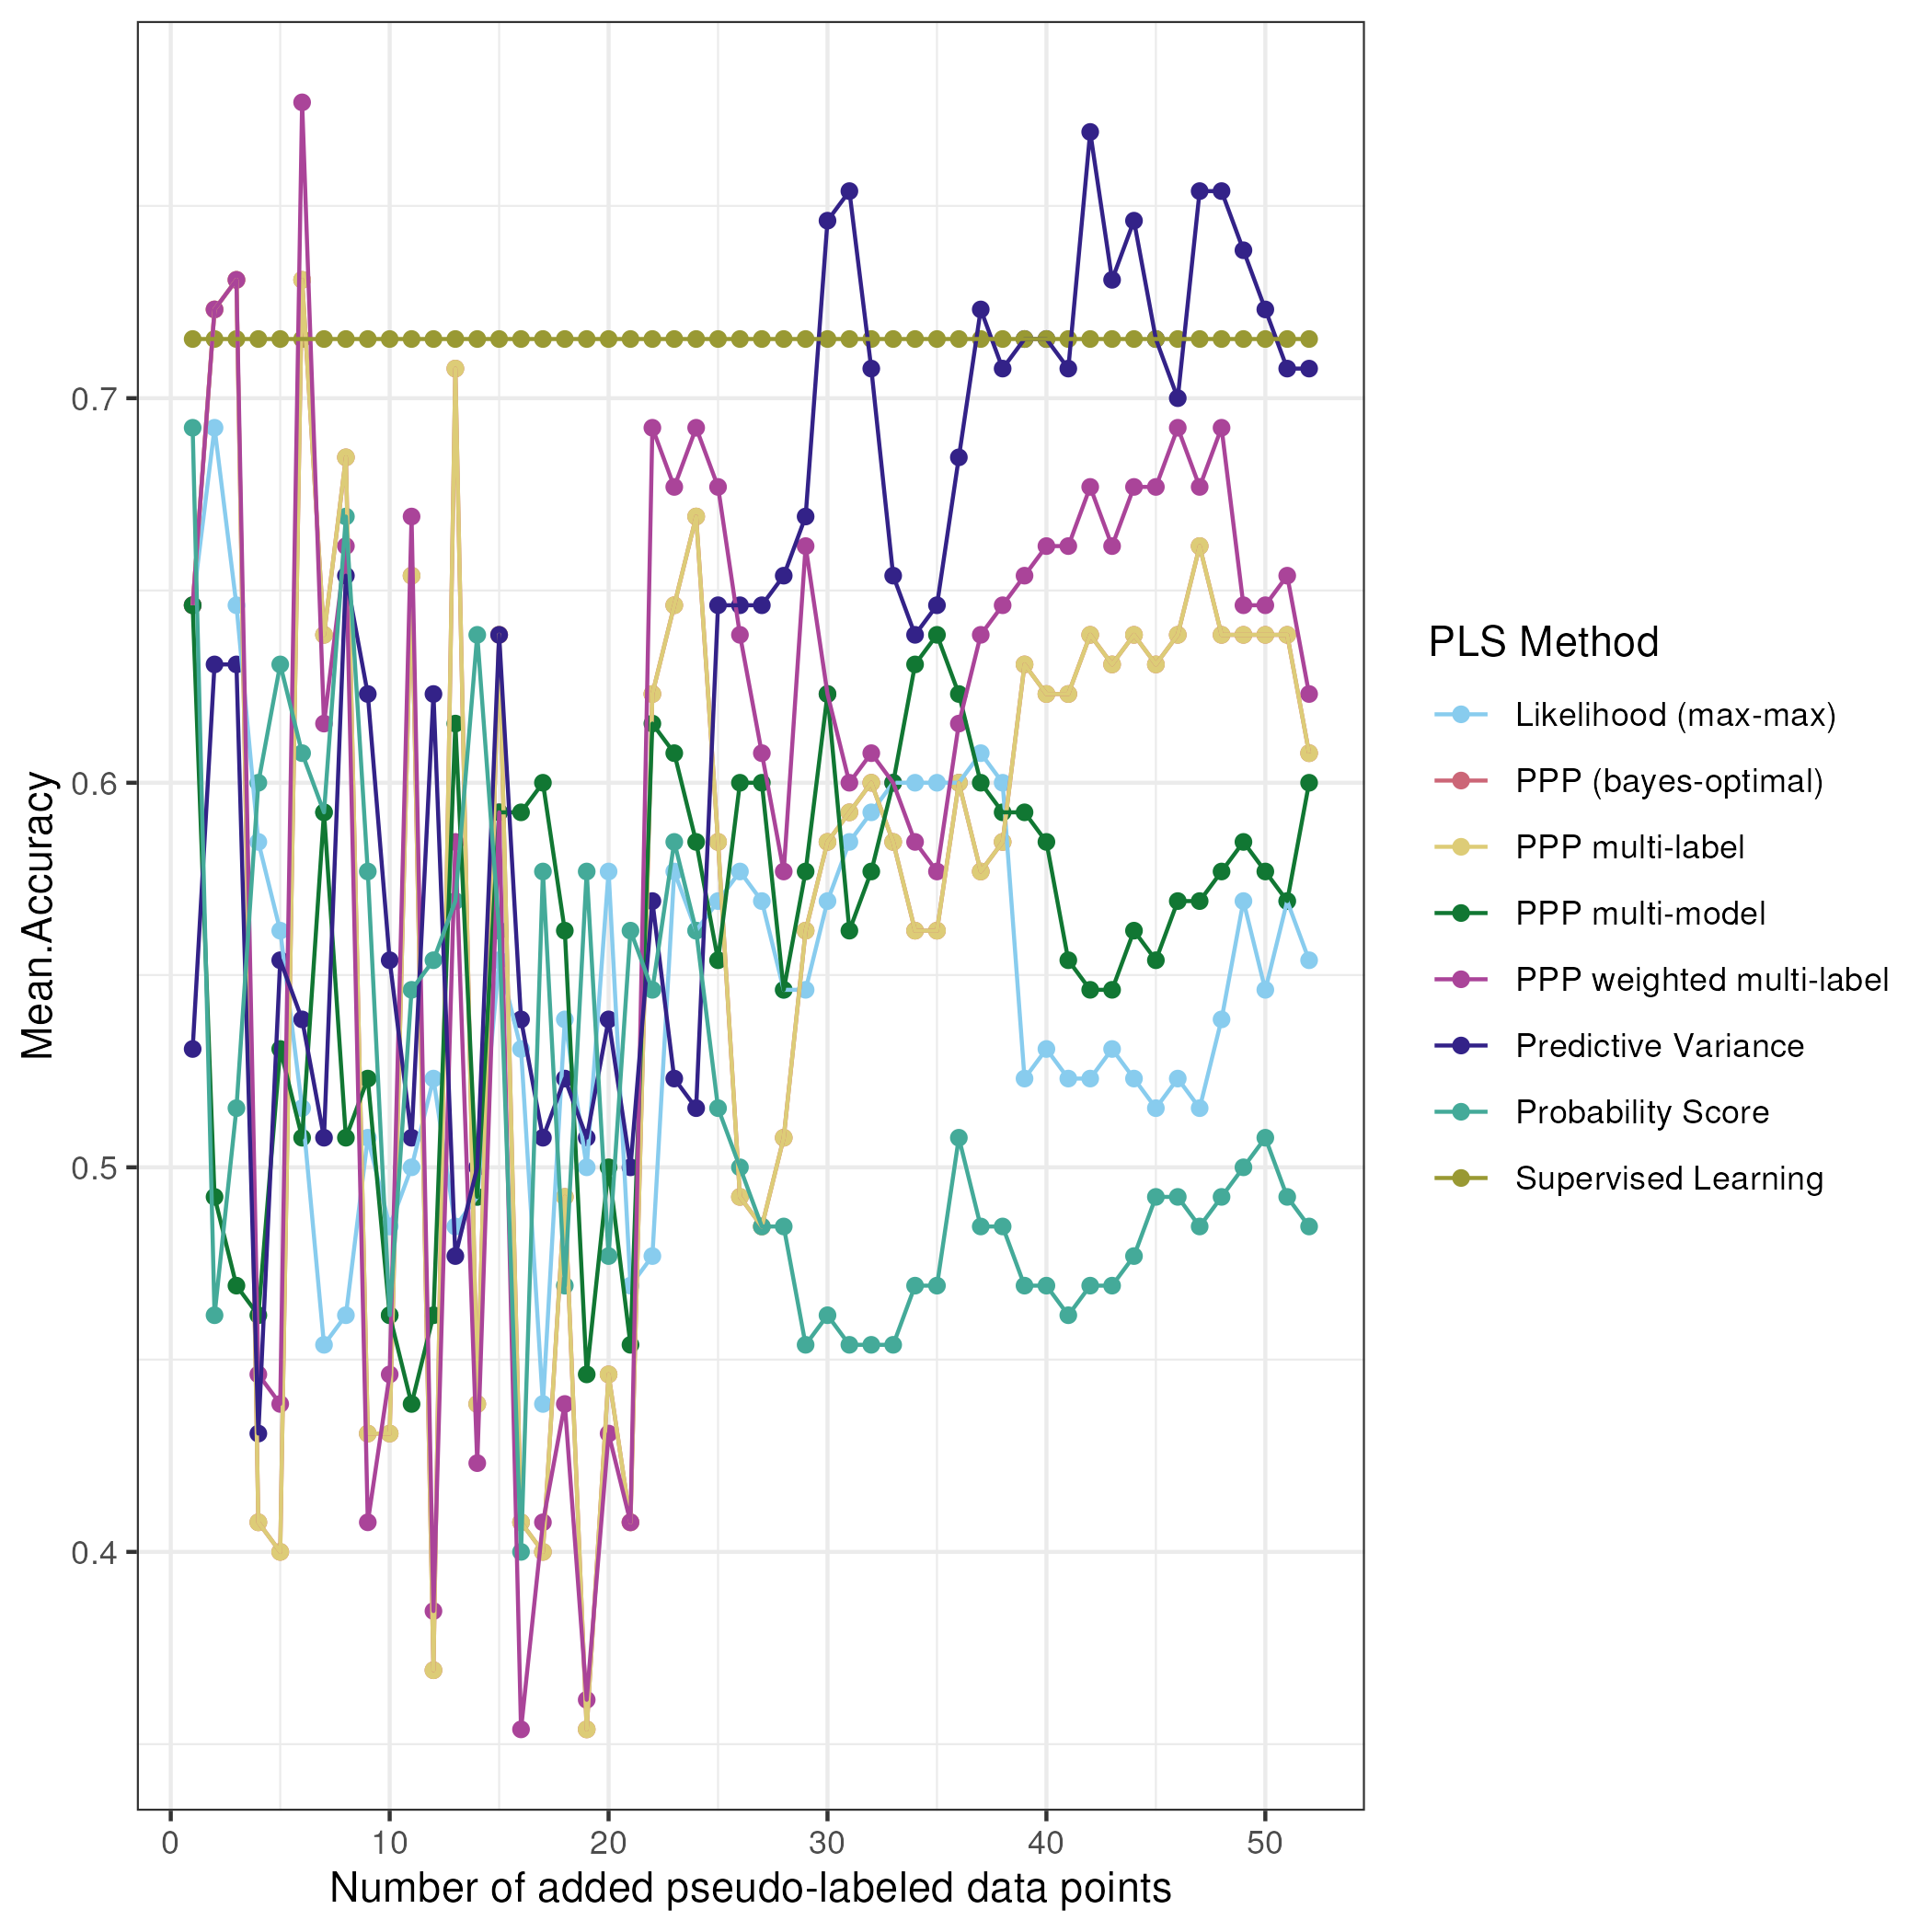 Mean.Accuracy
0.7
0.6
0.5
0.4
0 10 20 30 40 50
Number of added pseudo-labeled data points
PLS Method
Likelihood (max-max)
PPP (bayes-optimal)
PPP multi-label
PPP multi-model
PPP weighted multi-label
Predictive Variance
Probability Score
Supervised Learning